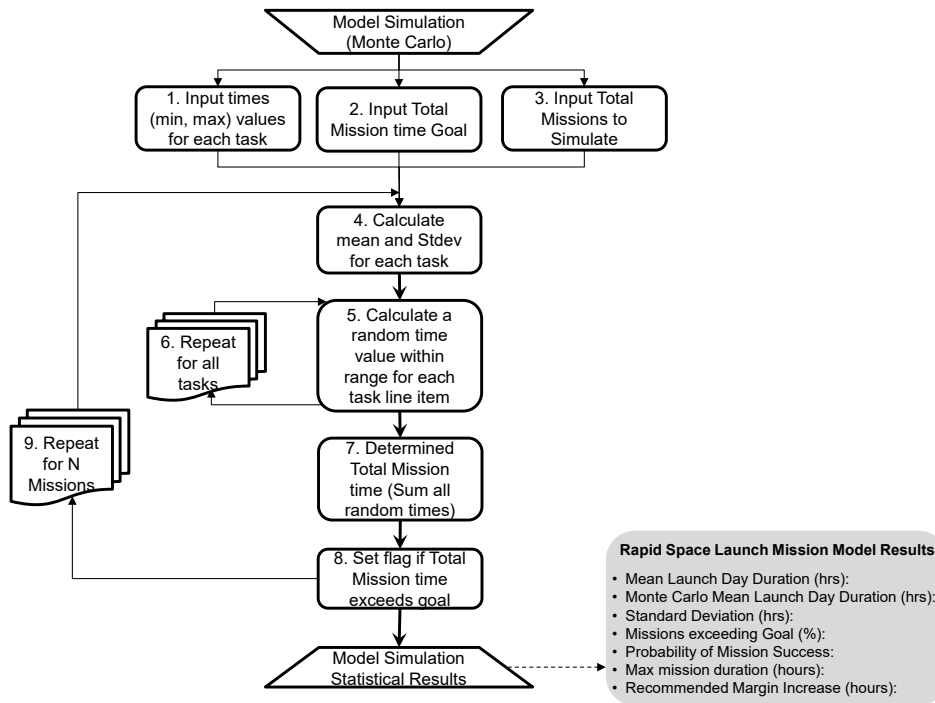 Model Simulation
(Monte Carlo)
1. Input times
(min, max) values
for each task
2. Input Total
Mission time Goal
3. Input Total
Missions to
Simulate
4. Calculate
mean and Stdev
for each task
5. Calculate a
random time
value within
range for each
task line item
6. Repeat
for all
tasks
7. Determined
Total Mission
time (Sum all
random times)
9. Repeat
for N
Missions
8. Set flag if Total
Mission time
exceeds goal
Model Simulation
Statistical Results
Rapid Space Launch Mission Model Results
• Mean Launch Day Duration (hrs):
• Monte Carlo Mean Launch Day Duration (hrs):
• Standard Deviation (hrs):
• Missions exceeding Goal (%):
• Probability of Mission Success:
• Max mission duration (hours):
• Recommended Margin Increase (hours):